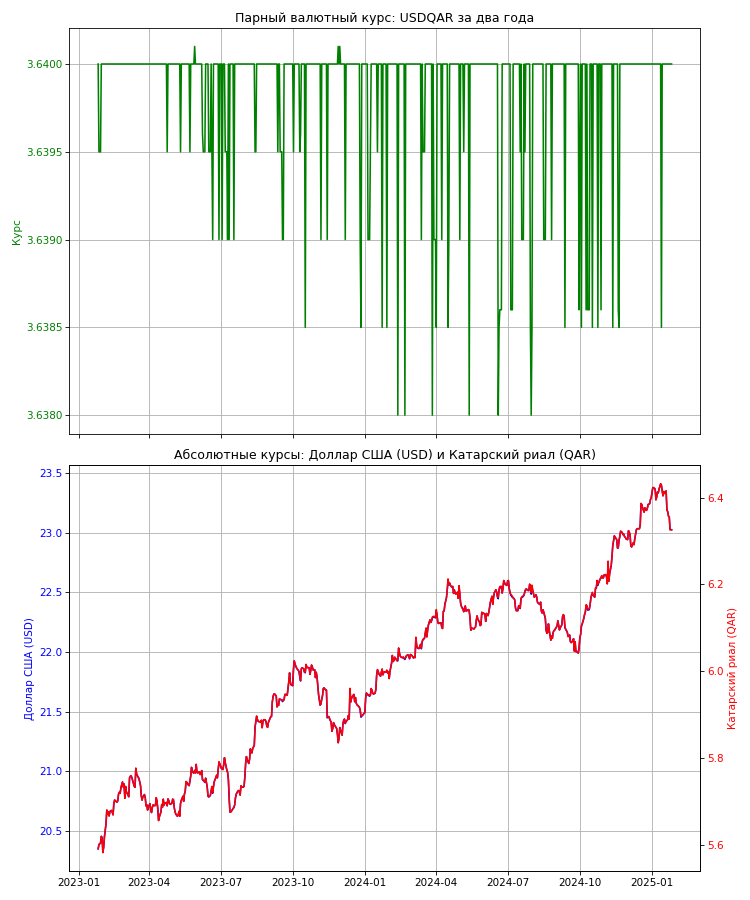 Парный валютный курс: USDQAR за два года
3.6400
3.6395
3.6390
3.6385
3.6380
Курс
Абсолютные курсы: Доллар США (USD) и Катарский риал (QAR)
23.5
23.0
22.5
22.0
21.5
21.0
20.5
Доллар США (USD)
6.4
6.2
6.0
5.8
5.6
Катарский риал (QAR)
2023-01 2023-04 2023-07 2023-10 2024-01 2024-04 2024-07 2024-10 2025-01